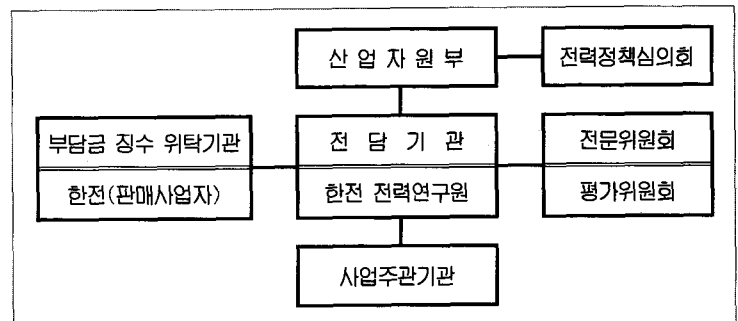 산 업 자 원 부
전력정책심의회
부담금 징수 위탁기관
한전(판매사업자)
전 담 기 관
한전 전력연구원
전문위원회
평가위원회
사업주관기관